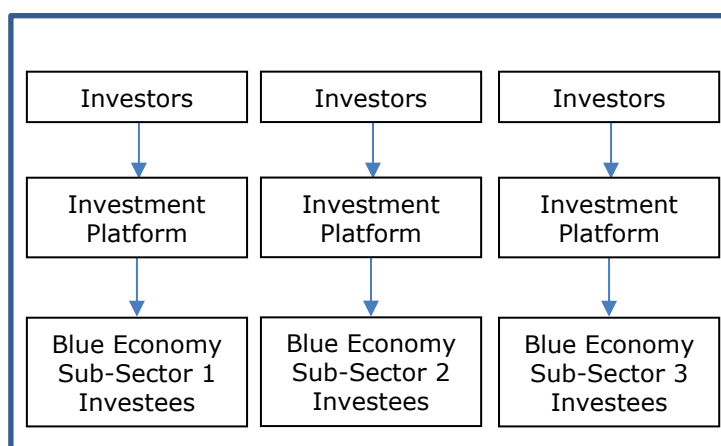 Investors
Investors
Investors
Investment
Platform
Investment
Platform
Investment
Platform
Blue Economy
Sub-Sector 1
Investees
Blue Economy
Sub-Sector 2
Investees
Blue Economy
Sub-Sector 3
Investees